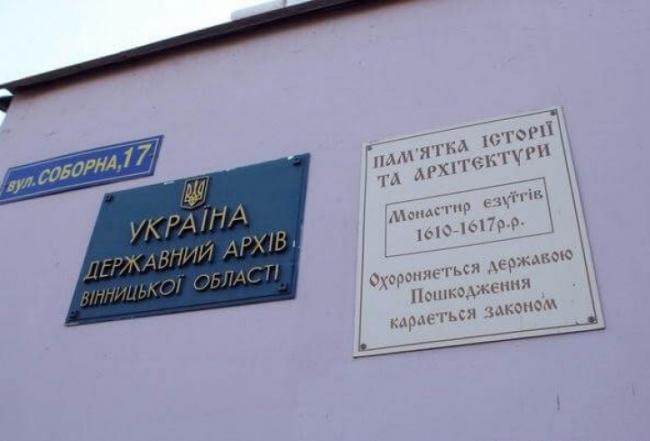 вул. СОБОРНА, 17
УКРАЇНА
ДЕРЖАВНИЙ АРХІВ
ВІННИЦЬКОЇ ОБЛАСТІ
ПАМ'ЯТКА ІСТОРІЇ
ТА АРХІТЕКТУРИ
Монастир єзуїтів
1610-1617р.р.
Охороняється державою
Пошкодження
карається законом